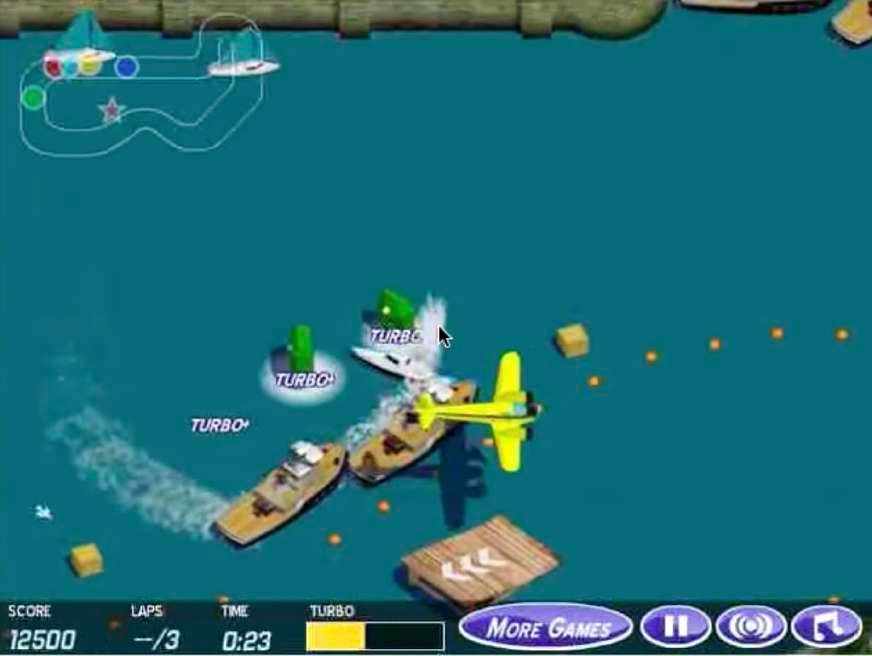 TURBO
TURBO+
TURBO+
SCORE
LAPS
TIME
TURBO
12500
--/3
0:23
MORE GAMES